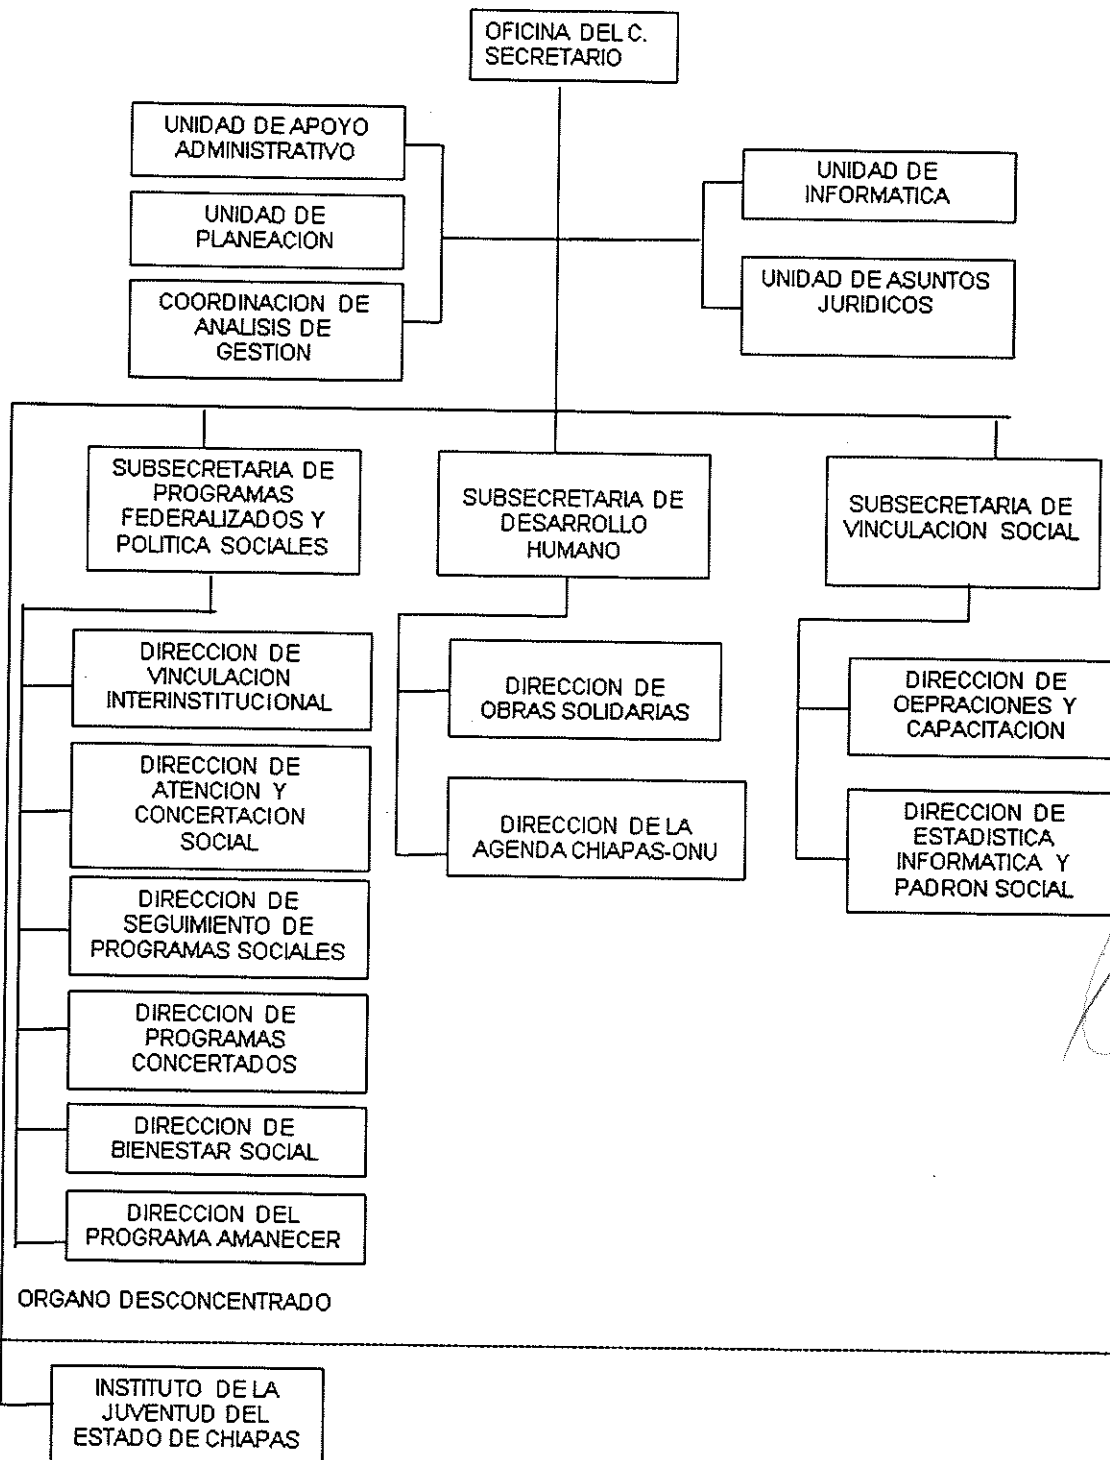 OFICINA DEL C.
SECRETARIO
UNIDAD DE APOYO
ADMINISTRATIVO
UNIDAD DE
PLANEACION
COORDINACION DE
ANALISIS DE
GESTION
UNIDAD DE
INFORMATICA
UNIDAD DE ASUNTOS
JURIDICOS
SUBSECRETARIA DE
PROGRAMAS
FEDERALIZADOS Y
POLITICA SOCIALES
SUBSECRETARIA DE
DESARROLLO
HUMANO
SUBSECRETARIA DE
VINCULACION SOCIAL
DIRECCION DE
VINCULACION
INTERINSTITUCIONAL
DIRECCION DE
ATENCION Y
CONCERTACION
SOCIAL
DIRECCION DE
SEGUIMIENTO DE
PROGRAMAS SOCIALES
DIRECCION DE
PROGRAMAS
CONCERTADOS
DIRECCION DE
BIENESTAR SOCIAL
DIRECCION DEL
PROGRAMA AMANECER
DIRECCION DE
OBRAS SOLIDARIAS
DIRECCION DE LA
AGENDA CHIAPAS-ONU
DIRECCION DE
OEPRACIONES Y
CAPACITACION
DIRECCION DE
ESTADISTICA
INFORMATICA Y
PADRON SOCIAL
ORGANO DESCONCENTRADO
INSTITUTO DE LA
JUVENTUD DEL
ESTADO DE CHIAPAS